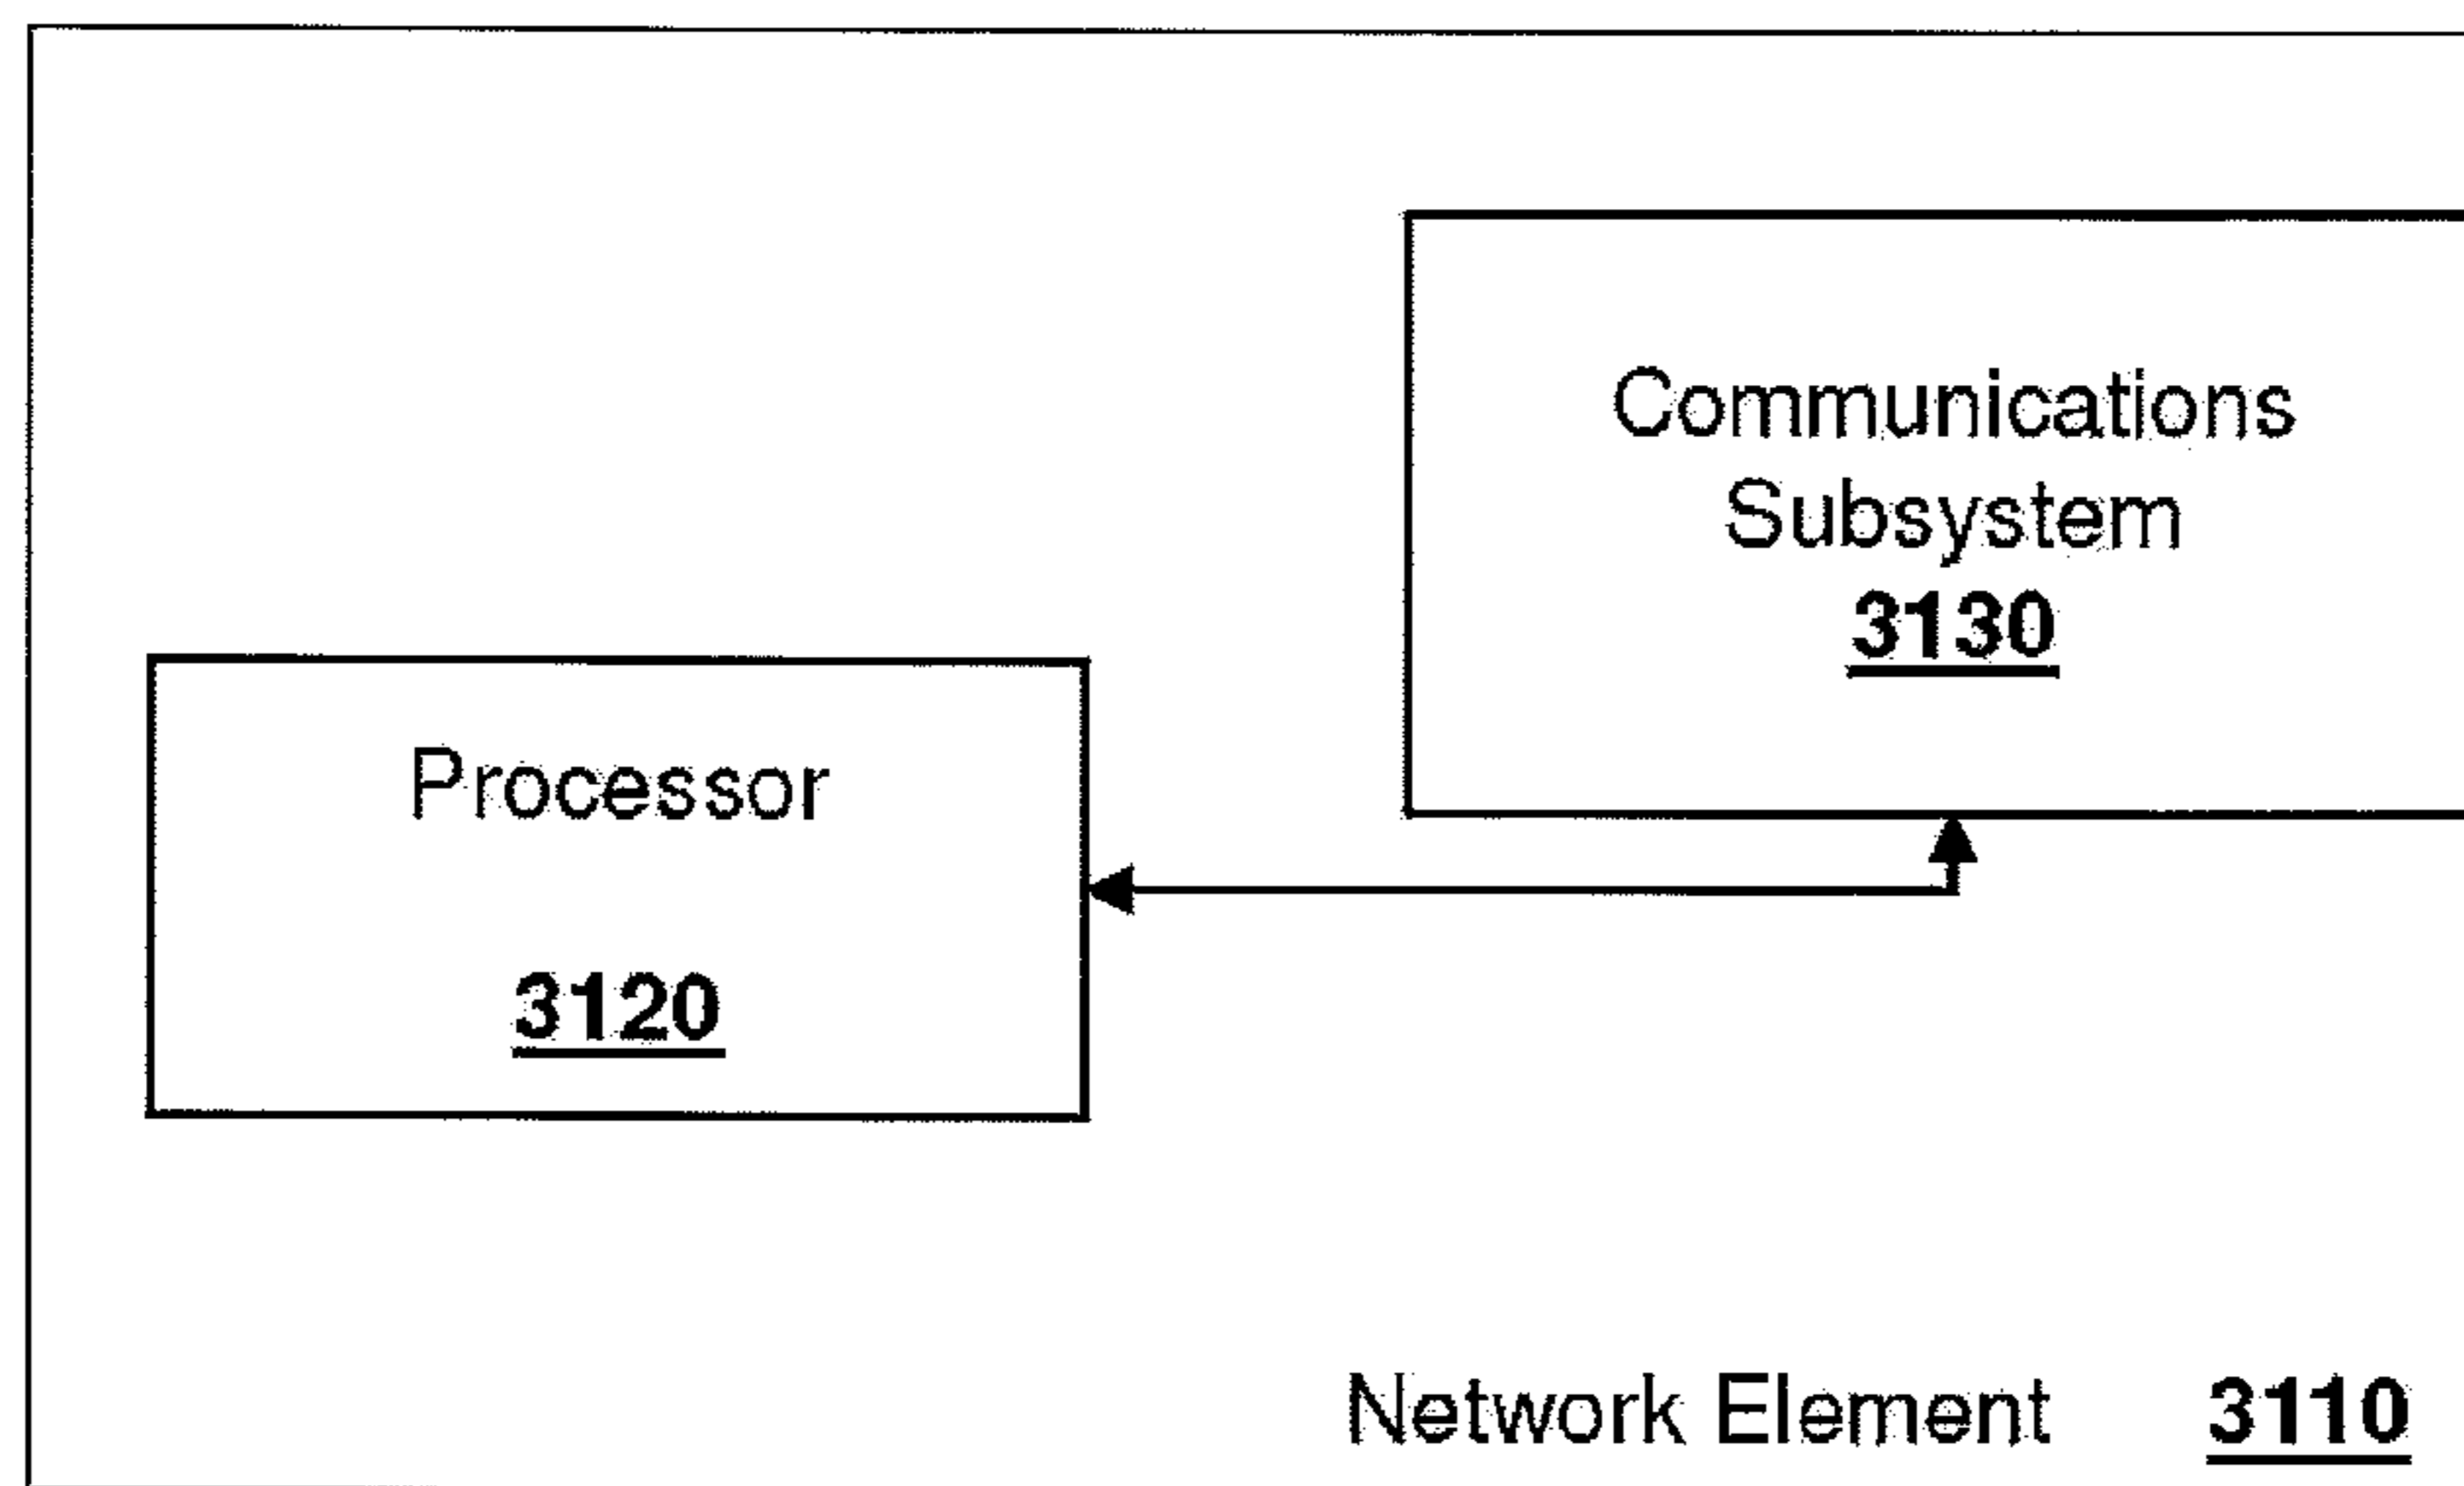 Communications
Subsystem
3130
Processor
3120
Network Element 3110